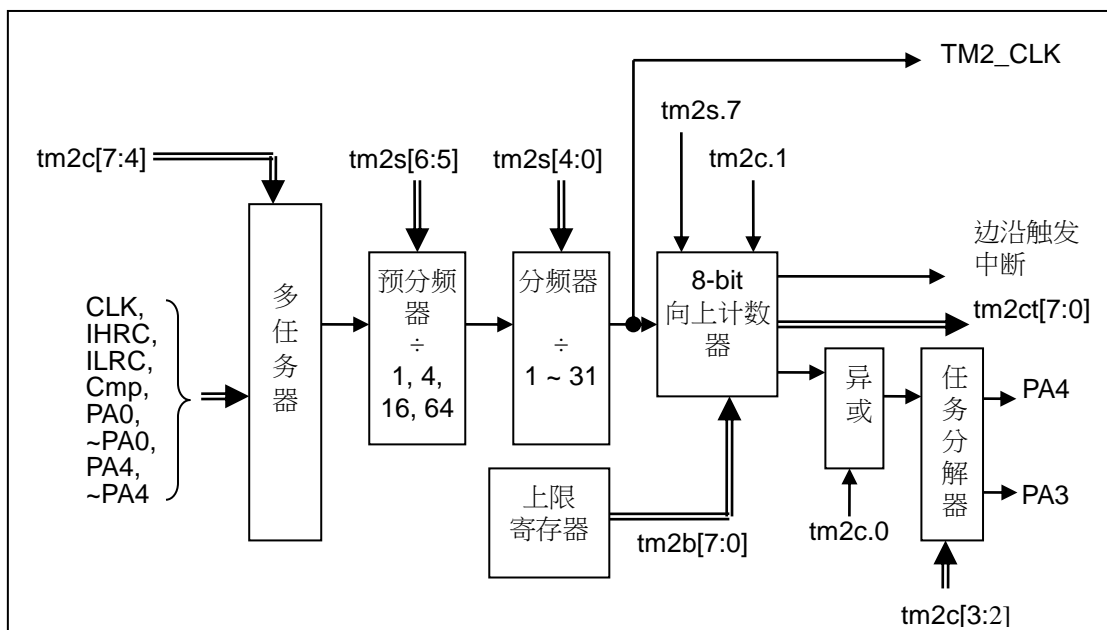 TM2_CLK
tm2s.7
tm2c[7:4]
tm2s[6:5]
tm2s[4:0]
tm2c.1
CLK,
IHRC,
ILRC,
Cmp,
PA0,
~PA0,
PA4,
~PA4
多
任
务
器
预分频
器
÷
1, 4,
16, 64
分频器
÷
1 ~ 31
8-bit
向上计数
器
边沿触发
中断
tm2ct[7:0]
上限
寄存器
tm2b[7:0]
异
或
tm2c.0
任
务
分
解
器
PA4
PA3
tm2c[3:2]